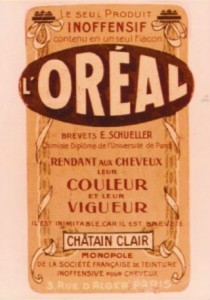 LE SEUL PRODUIT
INOFFENSIF
contenu en un seul flacon
L'ORÉAL
BREVETS E. SCHUELLER
Chimiste Diplômé de l'Université de Paris
RENDANT AUX CHEVEUX
LEUR
COULEUR
ET LEUR
VIGUEUR
IL EST INIMITABLE, CAR IL EST BREVETÉ
CHÂTAIN CLAIR
MONOPOLE
DE LA SOCIÉTÉ FRANÇAISE DE TEINTURE
INOFFENSIVE POUR CHEVEUX
3, RUE D'ALGER PARIS